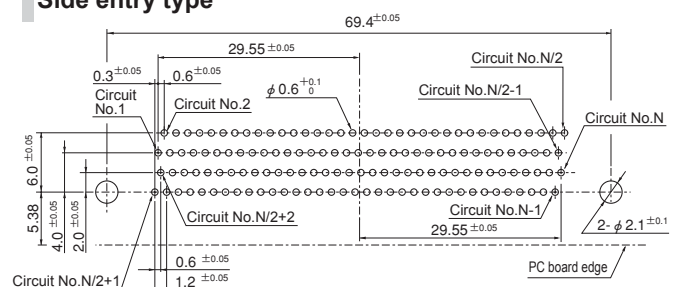 Side entry type
69.4±0.05
29.55 ±0.05
Circuit No.N/2
0.3±0.05 0.6±0.05
φ0.6 +0.1 0
Circuit No.N/2-1
Circuit No.1
Circuit No.2
Circuit No.N
6.0 ±0.05
5.38
4.0 ±0.05
2.0 ±0.05
Circuit No.N/2+2
Circuit No.N-1
29.55 ±0.05
2- φ2.1±0.1
0.6 ±0.05
PC board edge
Circuit No.N/2+1
1.2 ±0.05